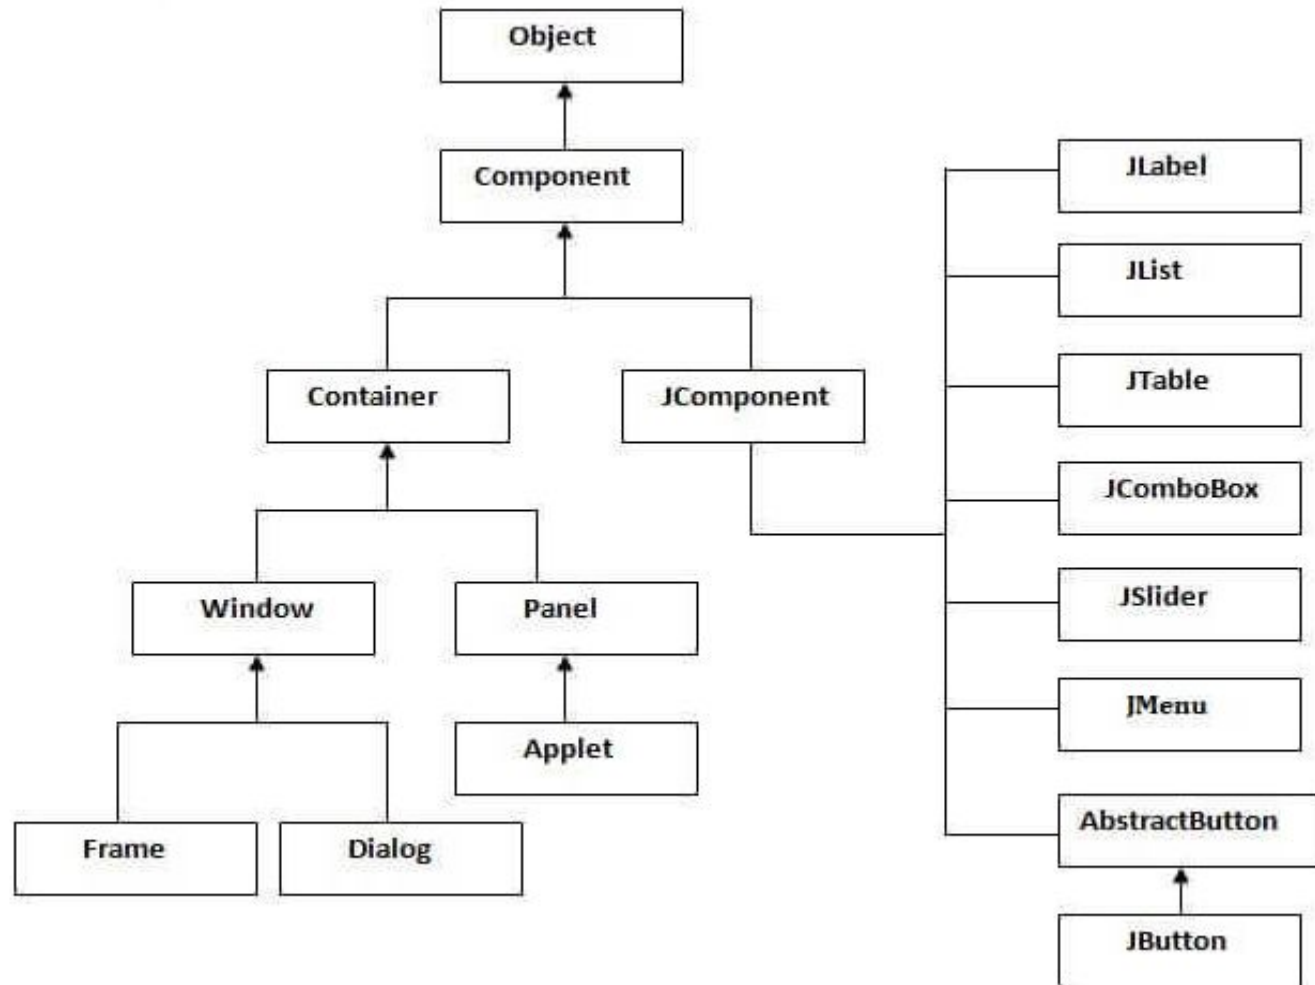 Object
Component
Container
JComponent
Window
Panel
Applet
Frame
Dialog
JLabel
JList
JTable
JComboBox
JSlider
JMenu
AbstractButton
JButton